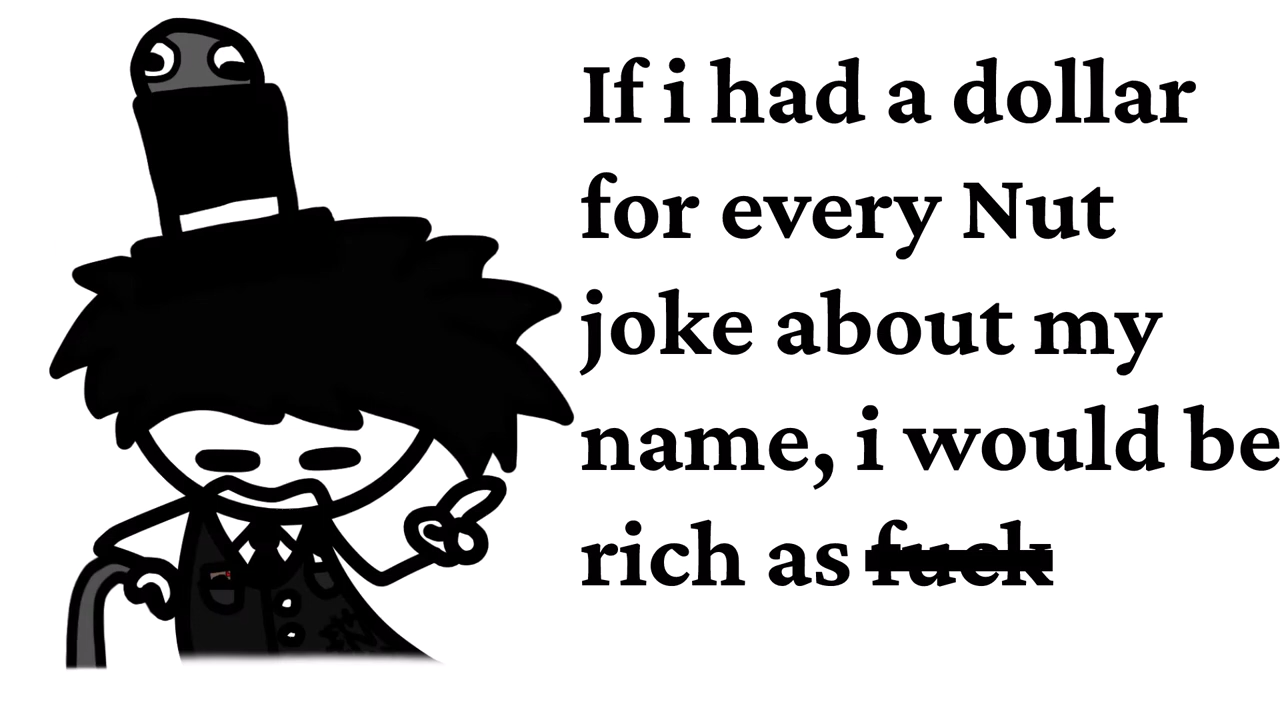 If i had a dollar
for every Nut
joke about my
name, i would be
rich as fuck